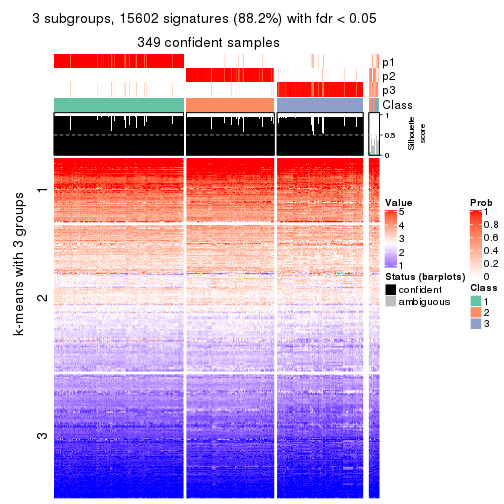 3 subgroups, 15602 signatures (88.2%) with fdr < 0.05
349 confident samples
p1
p2
p3
Class
1
0.5
0
Silhouette
score
k-means with 3 groups
1
2
3
Value
5
4
3
2
1
Status (barplots)
confident
ambiguous
Prob
1
0.8
0.6
0.4
0.2
0
Class
1
2
3